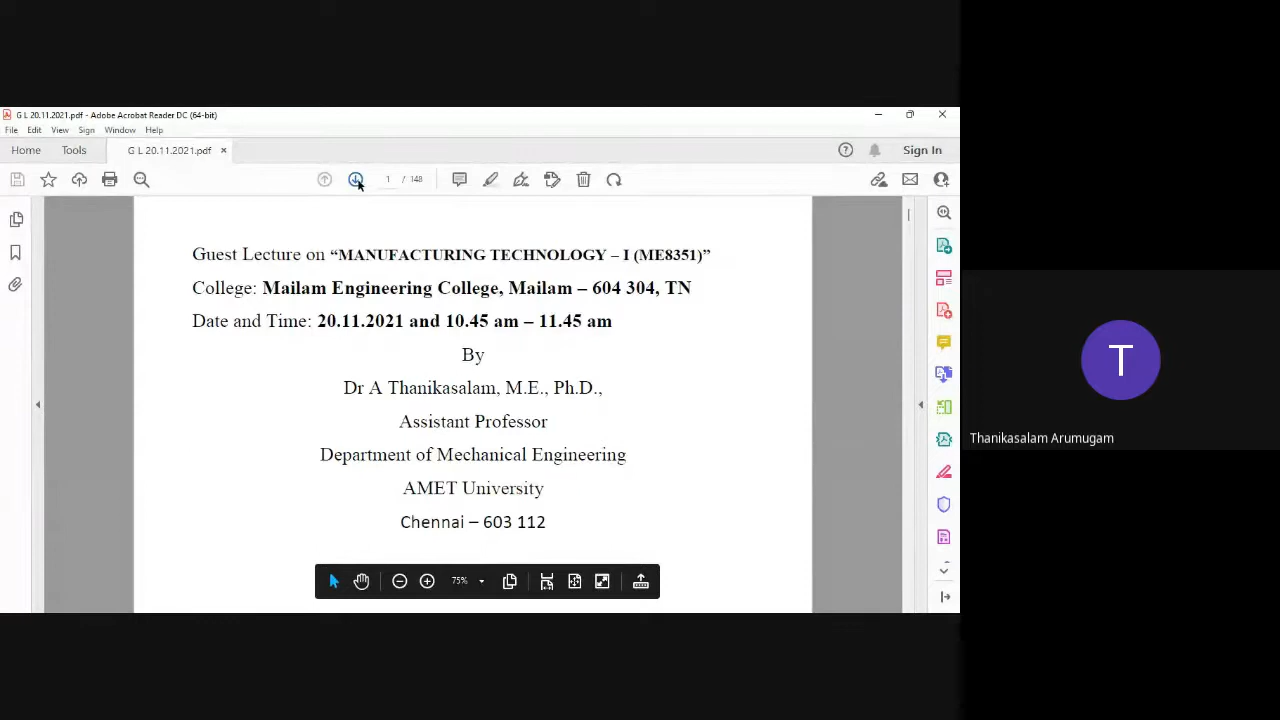 G L 20.11.2021.pdf - Adobe Acrobat Reader DC (64-bit)
File Edit View Sign Window Help
Home Tools G L 20.11.2021.pdf × Sign In
1 / 148
Guest Lecture on “MANUFACTURING TECHNOLOGY – I (ME8351)”
College: Mailam Engineering College, Mailam – 604 304, TN
Date and Time: 20.11.2021 and 10.45 am – 11.45 am
By
Dr A Thanikasalam, M.E., Ph.D.,
Assistant Professor
Department of Mechanical Engineering
AMET University
Chennai – 603 112
75%
T
Thanikasalam Arumugam